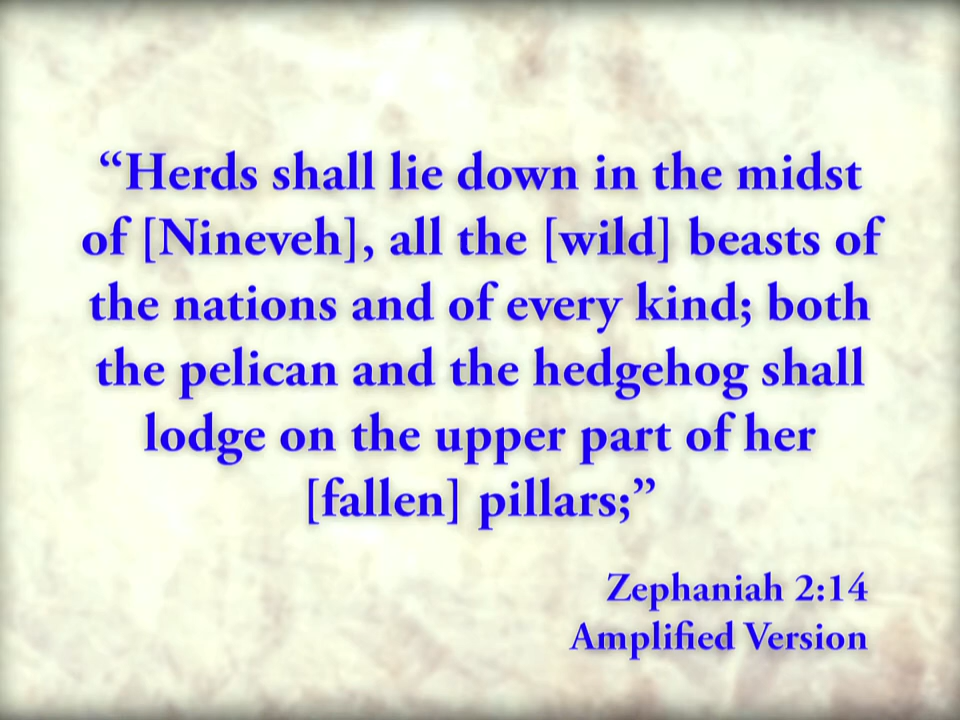 “Herds shall lie down in the midst
of [Nineveh], all the [wild] beasts of
the nations and of every kind; both
the pelican and the hedgehog shall
lodge on the upper part of her
[fallen] pillars;”
Zephaniah 2:14
Amplified Version